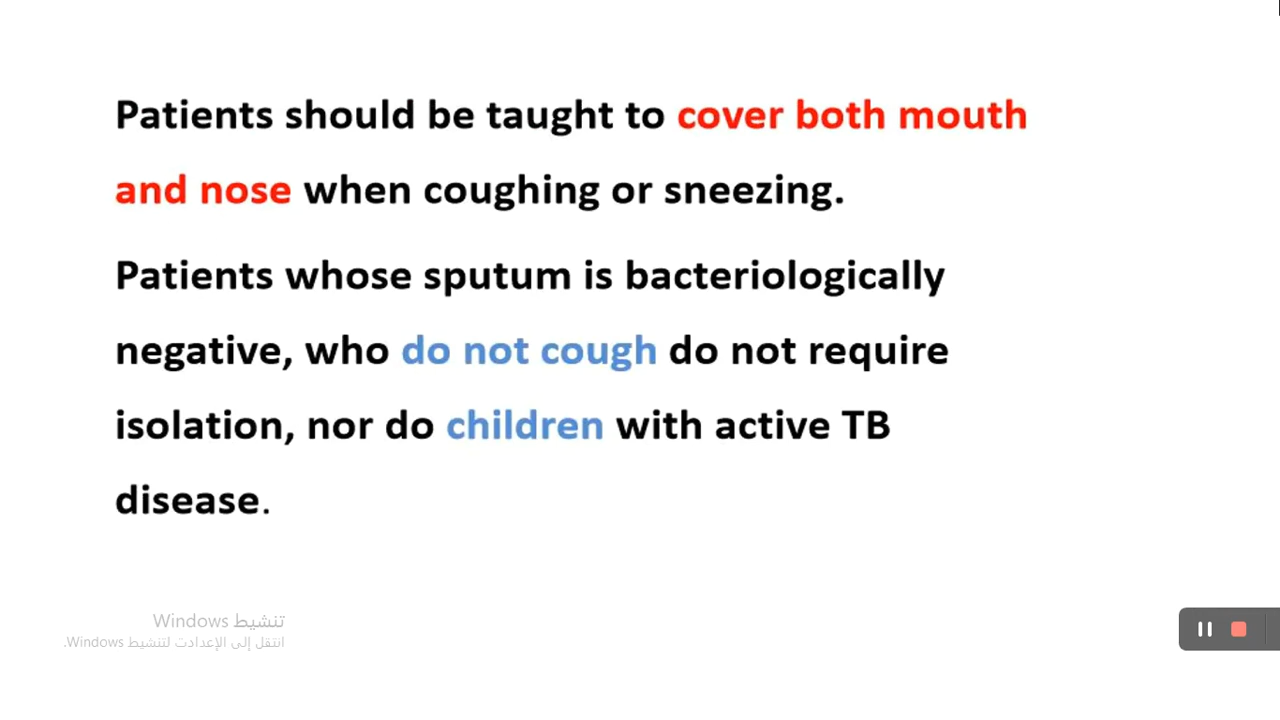 Patients should be taught to cover both mouth
and nose when coughing or sneezing.
Patients whose sputum is bacteriologically
negative, who do not cough do not require
isolation, nor do children with active TB
disease.
تنشيط Windows
انتقل إلى الإعدادت لتنشيط Windows.